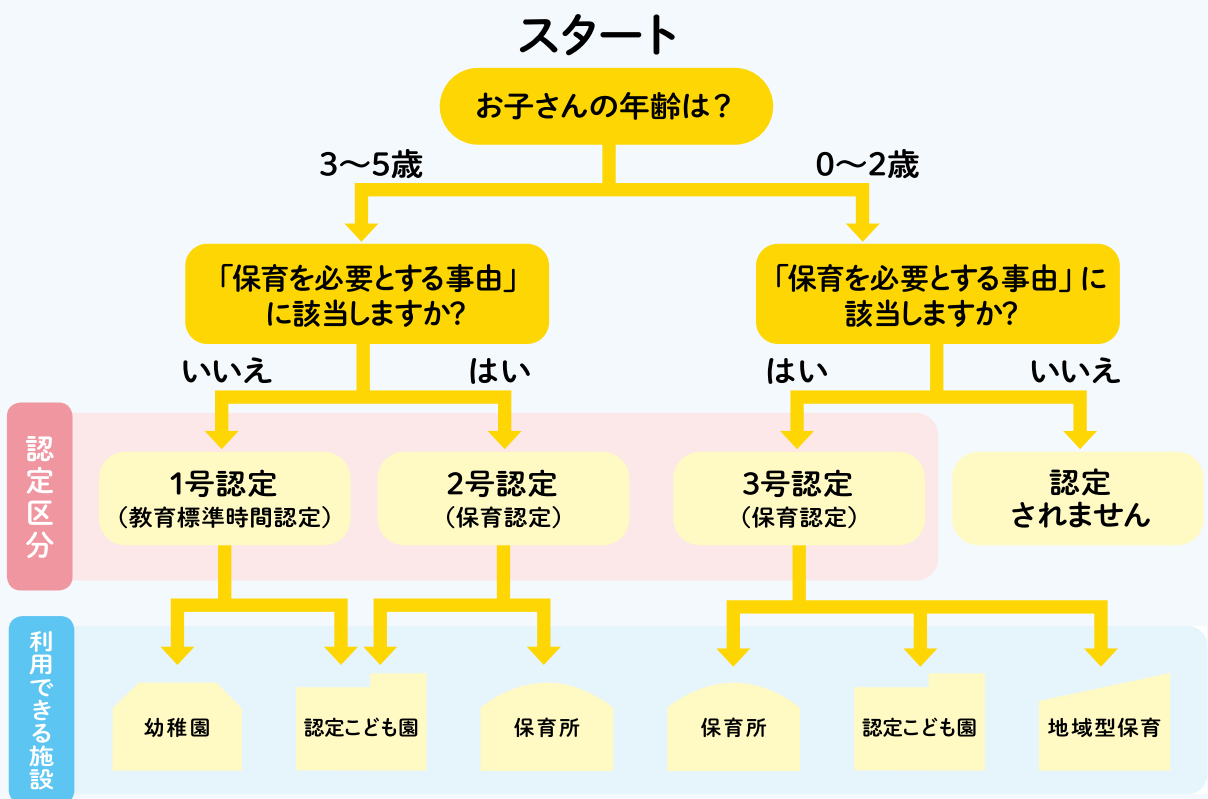 スタート
お子さんの年齢は？
3〜5歳
0〜2歳
「保育を必要とする事由」
に該当しますか?
「保育を必要とする事由」に
該当しますか?
いいえ
はい
はい
いいえ
認定区分
1号認定
（教育標準時間認定）
2号認定
（保育認定）
3号認定
（保育認定）
認定
されません
利用できる施設
幼稚園
認定こども園
保育所
保育所
認定こども園
地域型保育